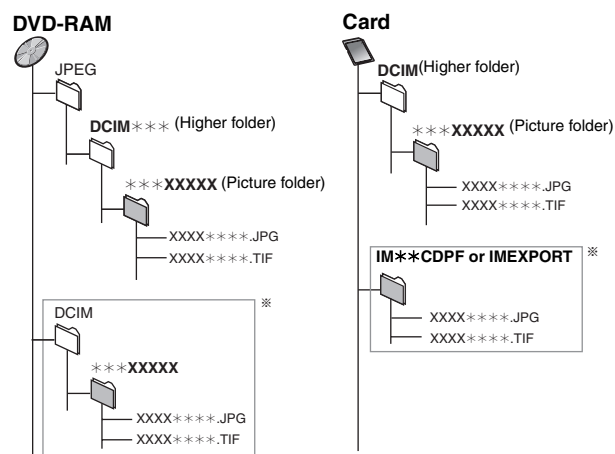 DVD-RAM
JPEG
DCIM∗∗∗ (Higher folder)
∗∗∗XXXXX (Picture folder)
XXXX∗∗∗∗.JPG
XXXX∗∗∗∗.TIF
DCIM
※
∗∗∗XXXXX
XXXX∗∗∗∗.JPG
XXXX∗∗∗∗.TIF
Card
DCIM(Higher folder)
∗∗∗XXXXX (Picture folder)
XXXX∗∗∗∗.JPG
XXXX∗∗∗∗.TIF
IM∗∗CDPF or IMEXPORT ※
XXXX∗∗∗∗.JPG
XXXX∗∗∗∗.TIF